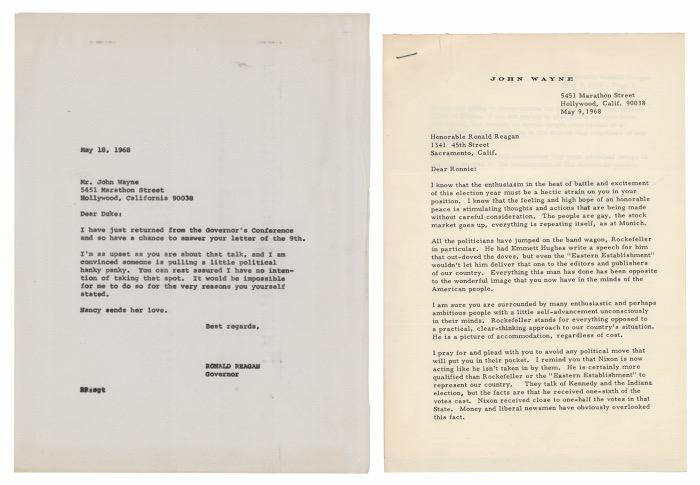 May 18, 1968
Mr. John Wayne
5451 Marathon Street
Hollywood, California 90038
Dear Duke:
I have just returned from the Governor's Conference
and so have a chance to answer your letter of the 9th.
I'm as upset as you are about that talk, and I am
convinced someone is pulling a little political
hanky panky. You can rest assured I have no inten-
tion of taking that spot. It would be impossible
for me to do so for the very reasons you yourself
stated.
Nancy sends her love.
Best regards,
RONALD REAGAN
Governor
RR:sgt
JOHN WAYNE
5451 Marathon Street
Hollywood, Calif. 90038
May 9, 1968
Honorable Ronald Reagan
1341 45th Street
Sacramento, Calif.
Dear Ronnie:
I know that the enthusiasm in the heat of battle and excitement
of this election year must be a hectic strain on you in your
position. I know that the feeling and high hope of an honorable
peace is stimulating thoughts and actions that are being made
without careful consideration. The people are gay, the stock
market goes up, everything is repeating itself, as at Munich.
All the politicians have jumped on the band wagon, Rockefeller
in particular. He had Emmett Hughes write a speech for him
that out-doved the doves, but even the "Eastern Establishment"
wouldn't let him deliver that one to the editors and publishers
of our country. Everything this man has done has been opposite
to the wonderful image that you now have in the minds of the
American people.
I am sure you are surrounded by many enthusiastic and perhaps
ambitious people with a little self-advancement unconsciously
in their minds. Rockefeller stands for everything opposed to
a practical, clear-thinking approach to our country's situation.
He is a picture of accommodation, regardless of cost.
I pray for and plead with you to avoid any political move that
will put you in their pocket. I remind you that Nixon is now
acting like he isn't taken in by them. He is certainly more
qualified than Rockefeller or the "Eastern Establishment" to
represent our country. They talk of Kennedy and the Indiana
election, but the facts are that he received one-sixth of the
votes cast. Nixon received close to one-half the votes in that
State. Money and liberal newsmen have obviously overlooked
this fact.